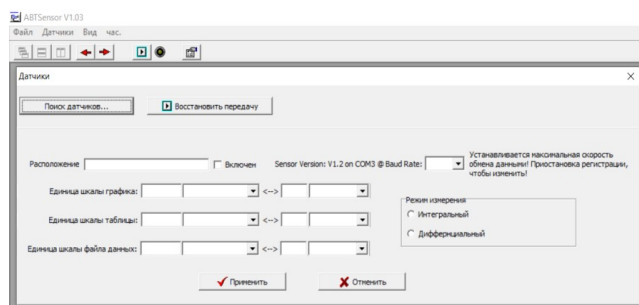 ABTSensor V1.03
Файл Датчики Вид час.
Датчики
Поиск датчиков... Восстановить передачу
Расположение Включен Sensor Version: V1.2 on COM3 @ Baud Rate: Устанавливается максимальная скорость
обмена данными! Приостановка регистрации,
чтобы изменить!
Единица шкалы графика: <-->
Режим измерения
Интегральный
Единица шкалы таблицы: <-->
Дифференциальный
Единица шкалы файла данных: <-->
Применить Отменить